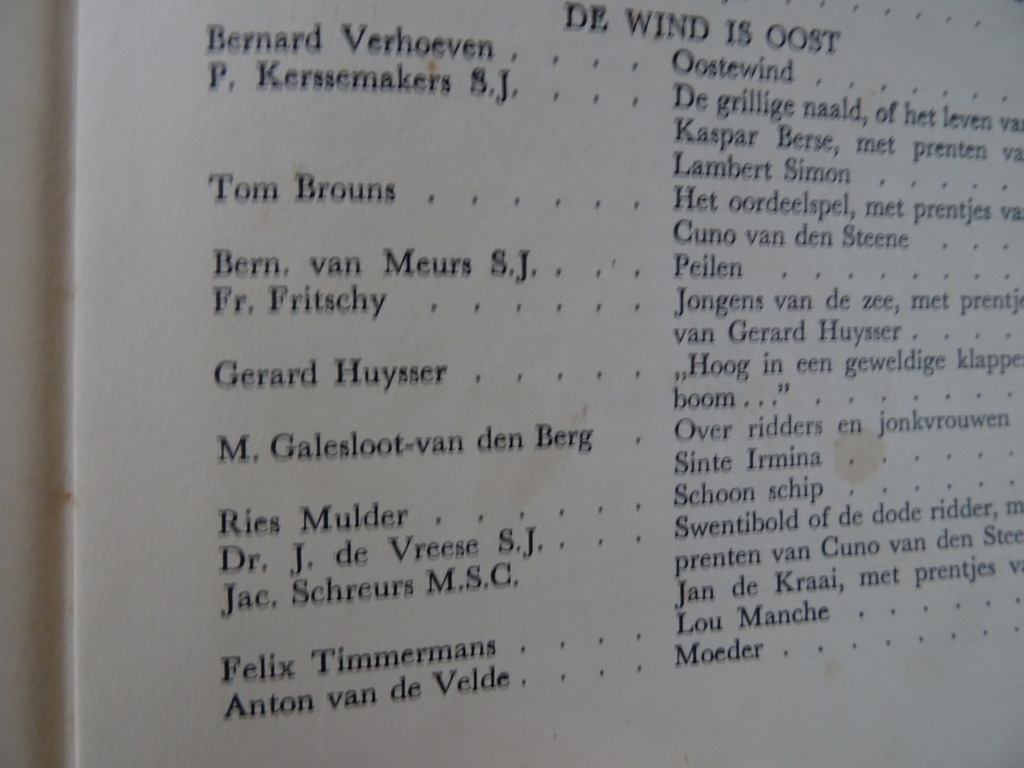 DE WIND IS OOST
Bernard Verhoeven . . . . Oostewind . . . . . .
P. Kerssemakers S.J. . . . De grillige naald, of het leven van
Kaspar Berse, met prenten va
Lambert Simon . . . . .
Tom Brouns . . . . . . Het oordeelspel, met prentjes va
Cuno van den Steene . . .
Bern. van Meurs S.J. . . . Peilen . . . . . . .
Fr. Fritschy . . . . . . Jongens van de zee, met prentje
van Gerard Huysser . . . .
Gerard Huysser . . . . . „Hoog in een geweldige klapper
boom ...” . . . . . . .
M. Galesloot-van den Berg . Over ridders en jonkvrouwen
Sinte Irmina . . . . . .
Ries Mulder . . . . . . Schoon schip . . . . . .
Dr. J. de Vreese S.J. . . . Swentibold of de dode ridder, m
Jac. Schreurs M.S.C. prenten van Cuno van den Stee
Jan de Kraai, met prentjes va
Felix Timmermans . . . . Lou Manche . . . . . .
Anton van de Velde . . . . Moeder . . . . . . .